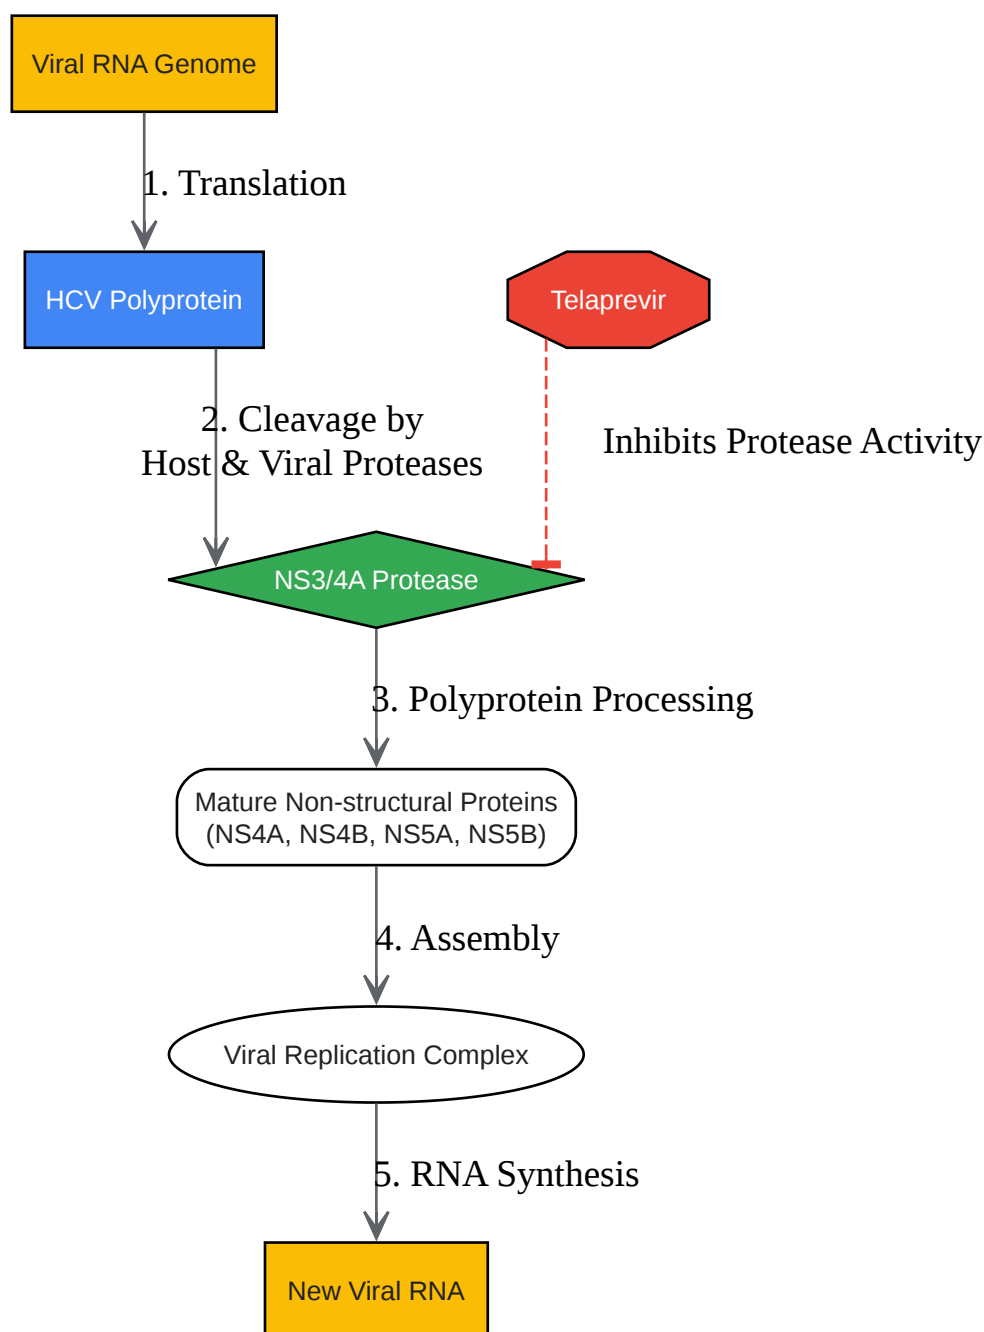 Viral RNA Genome
1. Translation
HCV Polyprotein
Telaprevir
2. Cleavage by
Host & Viral Proteases
Inhibits Protease Activity
NS3/4A Protease
3. Polyprotein Processing
Mature Non-structural Proteins
(NS4A, NS4B, NS5A, NS5B)
4. Assembly
Viral Replication Complex
5. RNA Synthesis
New Viral RNA